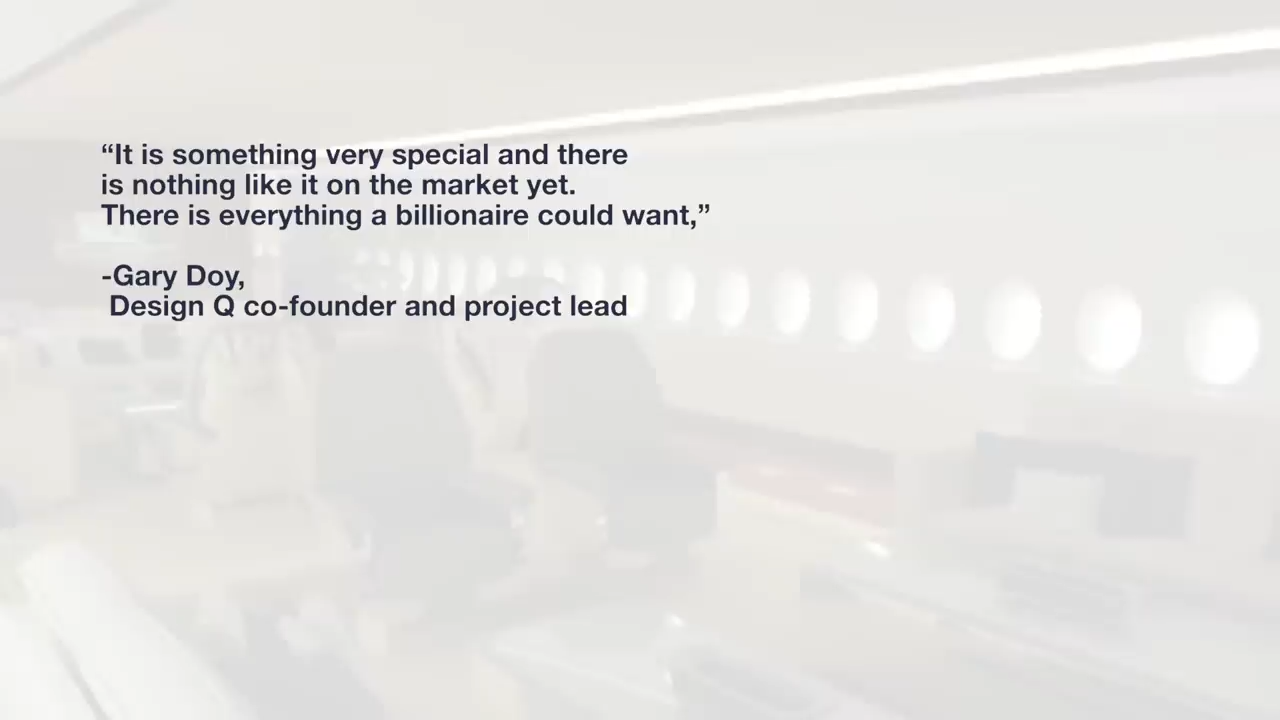 “It is something very special and there
is nothing like it on the market yet.
There is everything a billionaire could want,”
-Gary Doy,
Design Q co-founder and project lead